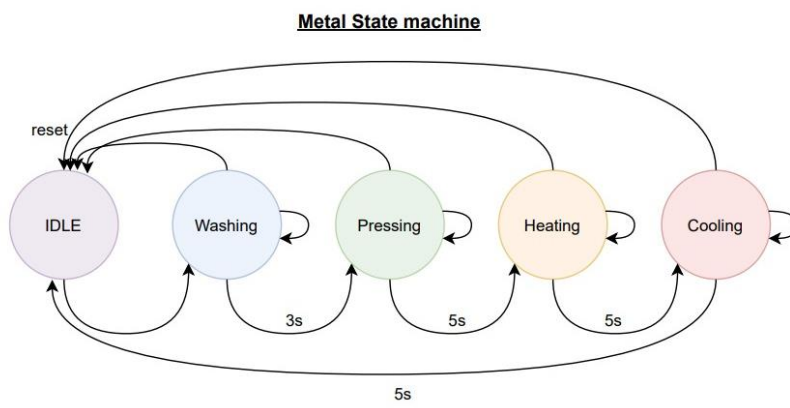 Metal State machine
reset
IDLE
Washing
Pressing
Heating
Cooling
3s
5s
5s
5s